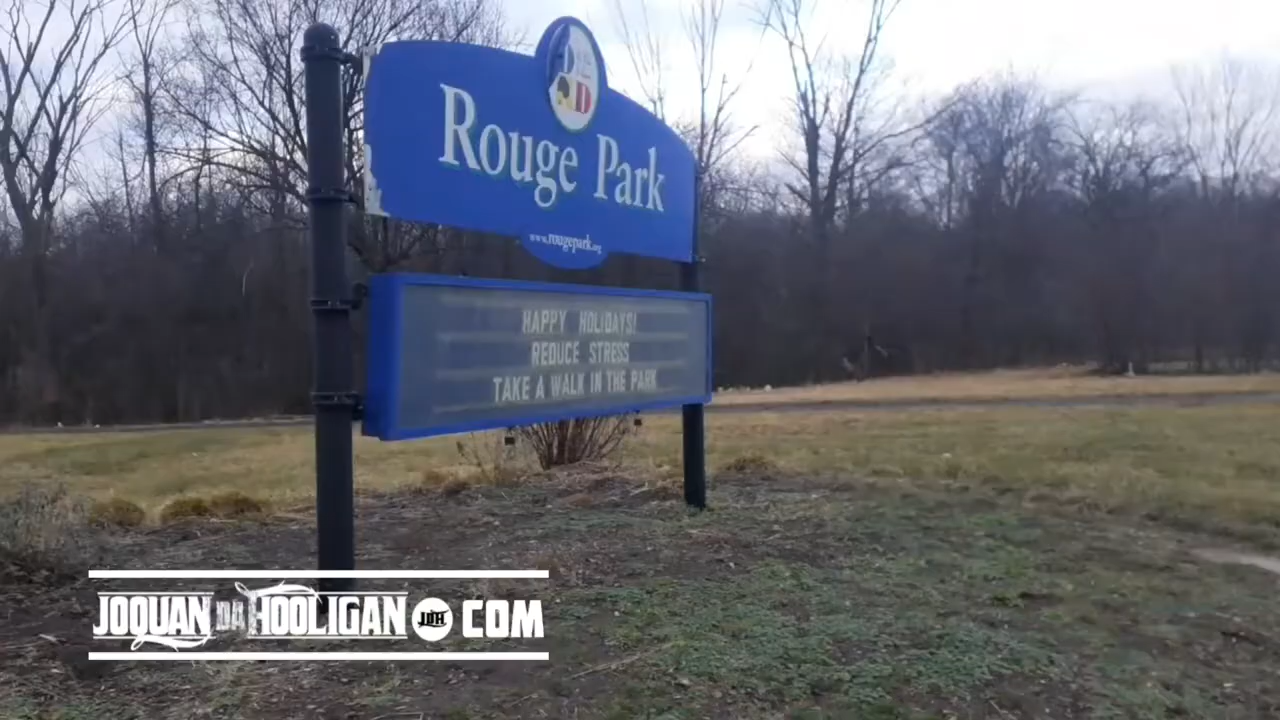 Rouge Park
www.rougepark.org
HAPPY HOLIDAYS!
REDUCE STRESS
TAKE A WALK IN THE PARK
JOQUAN DA HOOLIGAN JDH . COM